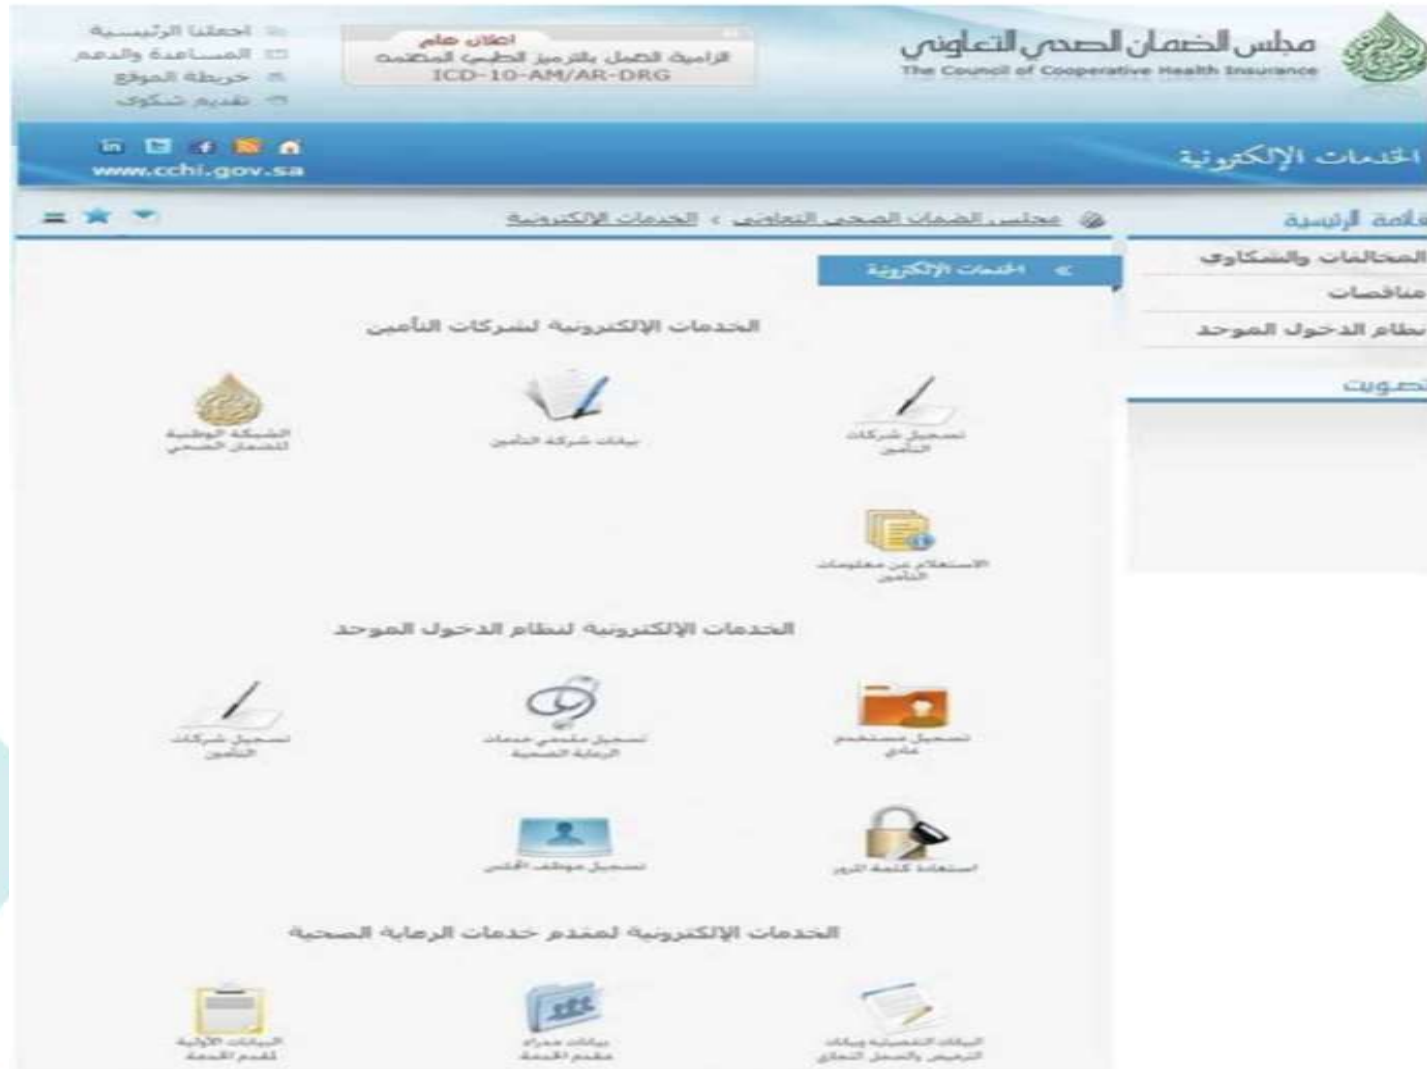 مجلس الضمان الصحي التعاوني
The Council of Cooperative Health Insurance
اعلان هام
الزامية العمل بالترميز الطبي
ICD-10-AM/AR-DRG
اجعلنا الرئيسية
المساعدة والدعم
خريطة الموقع
تقديم شكوى
الخدمات الإلكترونية
www.cchi.gov.sa
الرئيسية
المخالفات والشكاوى
مناقصات
نظام الدخول الموحد
تصويت
مجلس الضمان الصحي التعاوني › الخدمات الإلكترونية
الخدمات الإلكترونية
الخدمات الإلكترونية لشركات التأمين
تسجيل شركات
التأمين
بيانات شركة التأمين
الشبكة الوطنية
للضمان الصحي
الاستعلام عن معلومات
التأمين
الخدمات الإلكترونية لنظام الدخول الموحد
تسجيل مستخدم
عادي
تسجيل مقدمي خدمات
الرعاية الصحية
تسجيل شركات
التأمين
استعادة كلمة المرور
تسجيل موظف المجلس
الخدمات الإلكترونية لمقدم خدمات الرعاية الصحية
البيانات التفصيلية وبيانات
الترخيص والسجل التجاري
بيانات مدراء
مقدم الخدمة
البيانات الأولية
لمقدم الخدمة